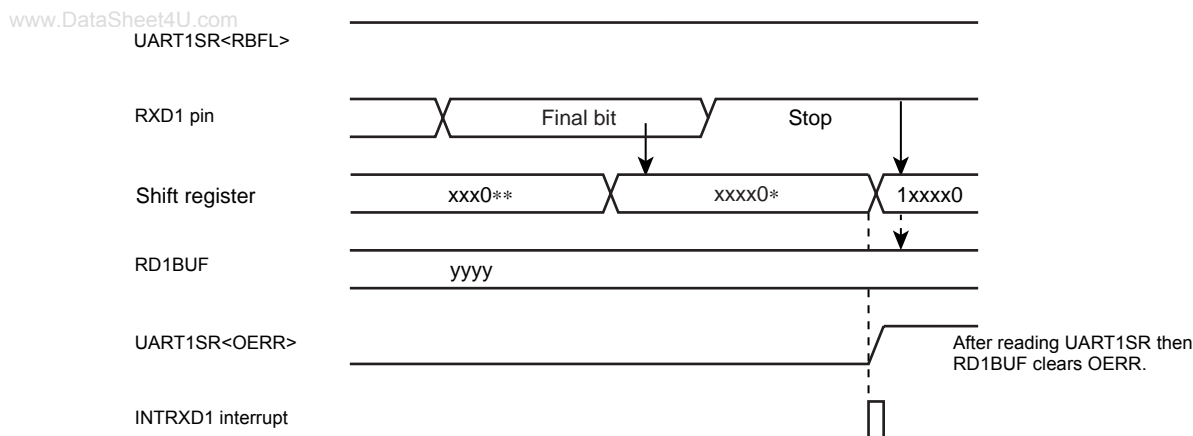 www.DataSheet4U.com
UART1SR<RBFL>
RXD1 pin
Final bit
Stop
Shift register
xxx0**
xxxx0*
1xxxx0
RD1BUF
yyyy
UART1SR<OERR>
After reading UART1SR then
RD1BUF clears OERR.
INTRXD1 interrupt